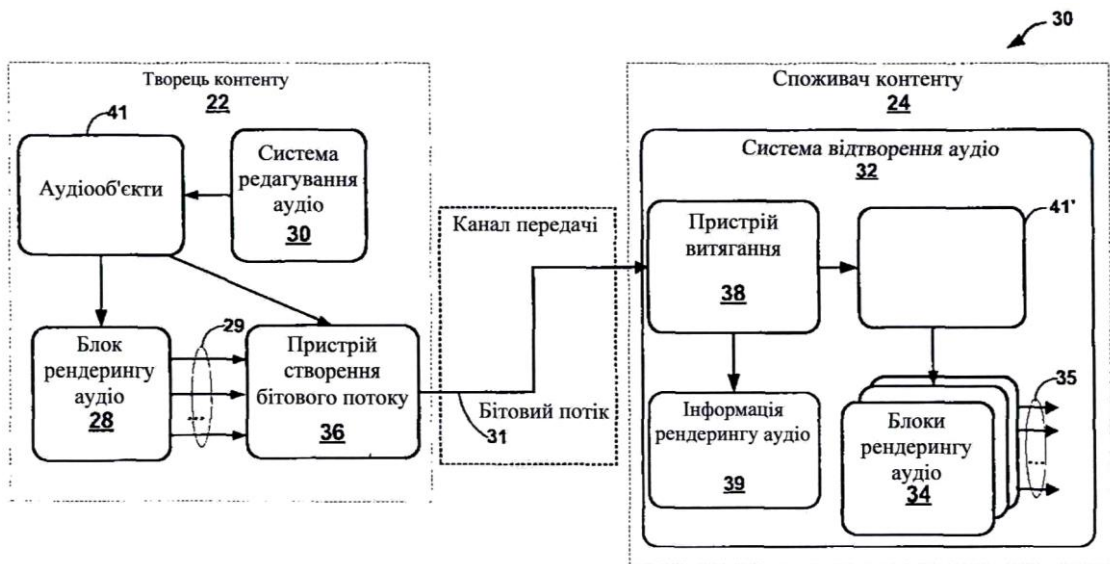 30
Творець контенту
22
41
Аудіооб'єкти
Система
редагування
аудіо
30
Блок
рендерингу
аудіо
28
29
Пристрій
створення
бітового потоку
36
Канал передачі
Бітовий потік
31
Споживач контенту
24
Система відтворення аудіо
32
Пристрій
витягання
38
41'
Інформація
рендерингу аудіо
39
Блоки
рендерингу
аудіо
34
35